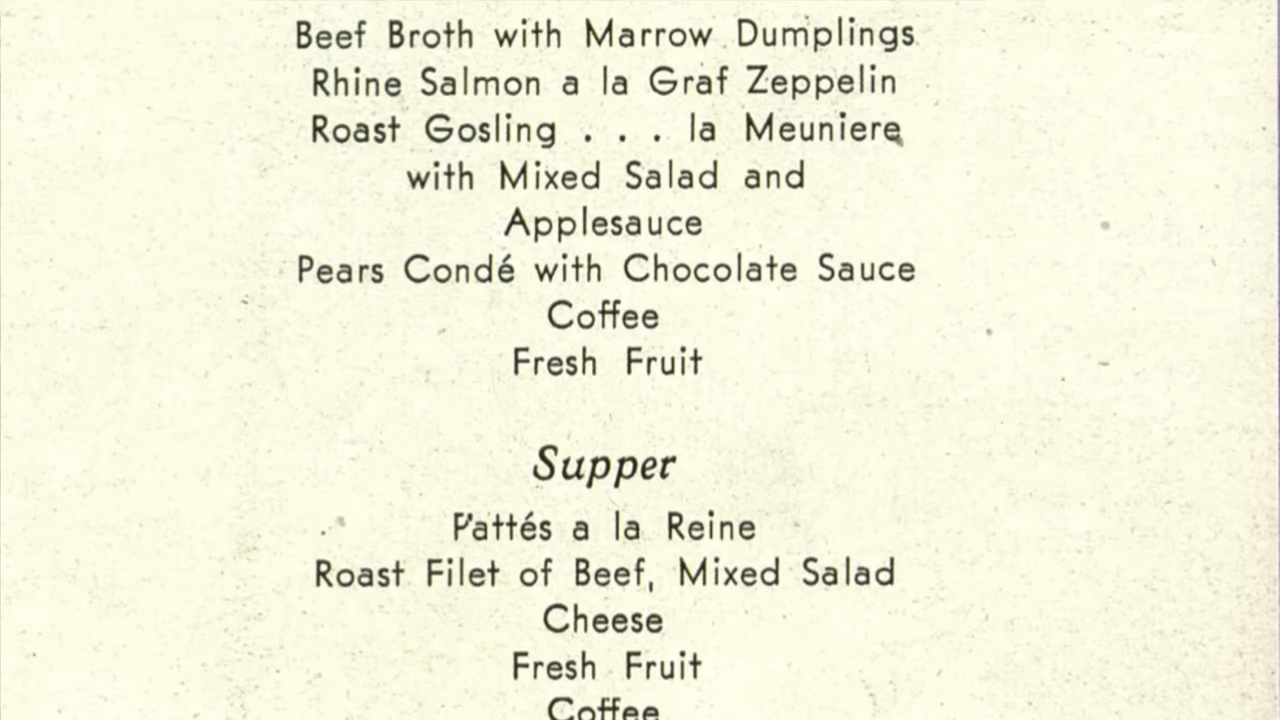 Beef Broth with Marrow Dumplings
Rhine Salmon a la Graf Zeppelin
Roast Gosling . . . la Meuniere
with Mixed Salad and
Applesauce
Pears Condé with Chocolate Sauce
Coffee
Fresh Fruit
Supper
Pattés a la Reine
Roast Filet of Beef, Mixed Salad
Cheese
Fresh Fruit
Coffee